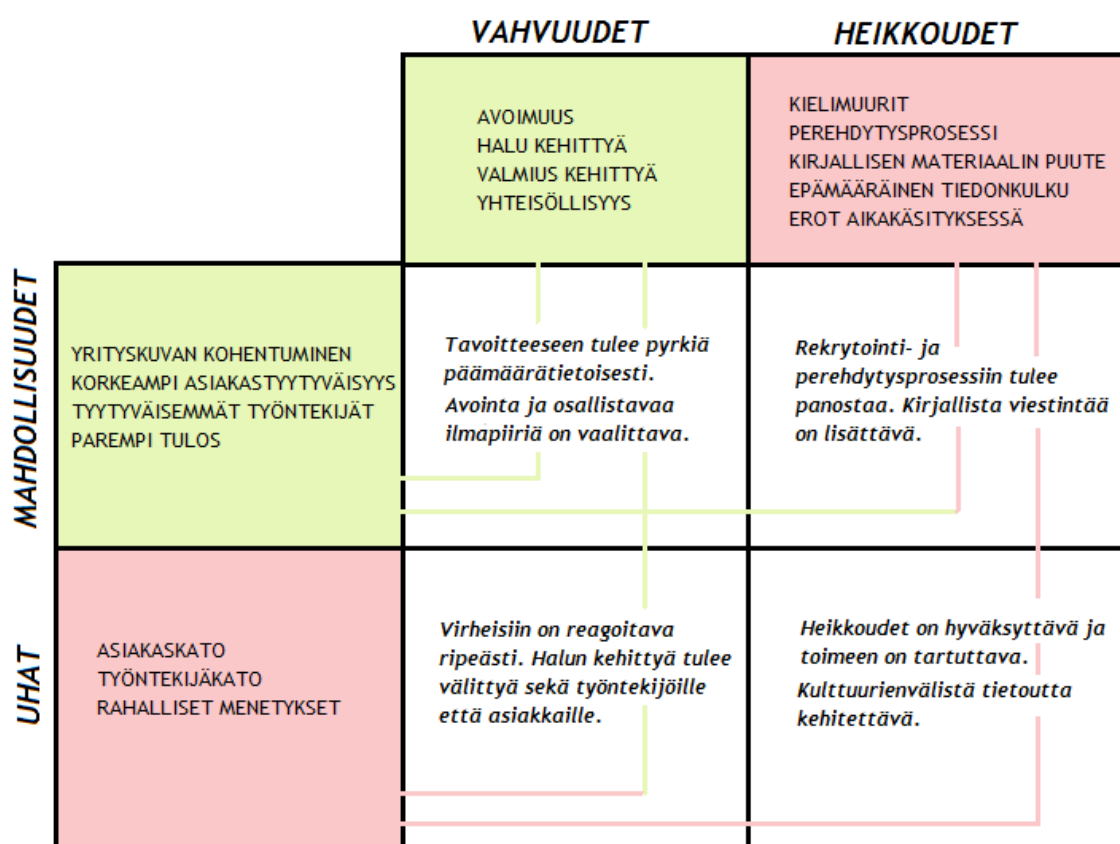 VAHVUUDET
HEIKKOUDET
AVOIMUUS
HALU KEHITTYÄ
VALMIUS KEHITTYÄ
YHTEISÖLLISYYS
KIELIMUURIT
PEREHDYTYSPROSESSI
KIRJALLISEN MATERIAALIN PUUTE
EPÄMÄÄRÄINEN TIEDONKULKU
EROT AIKAKÄSITYKSESSÄ
MAHDOLLISUUDET
YRITYSKUVAN KOHENTUMINEN
KORKEAMPI ASIAKASTYYTYVÄISYYS
TYYTYVÄISEMMÄT TYÖNTEKIJÄT
PAREMPI TULOS
Tavoitteeseen tulee pyrkiä
päämäärätietoisesti.
Avointa ja osallistavaa
ilmapiiriä on vaalittava.
Rekrytointi- ja
perehdytysprosessiin tulee
panostaa. Kirjallista viestintää
on lisättävä.
UHAT
ASIAKASKATO
TYÖNTEKIJÄKATO
RAHALLISET MENETYKSET
Virheisiin on reagoitava
ripeästi. Halun kehittyä tulee
välittyä sekä työntekijöille
että asiakkaille.
Heikkoudet on hyväksyttävä ja
toimeen on tartuttava.
Kulttuurienvälistä tietoutta
kehitettävä.